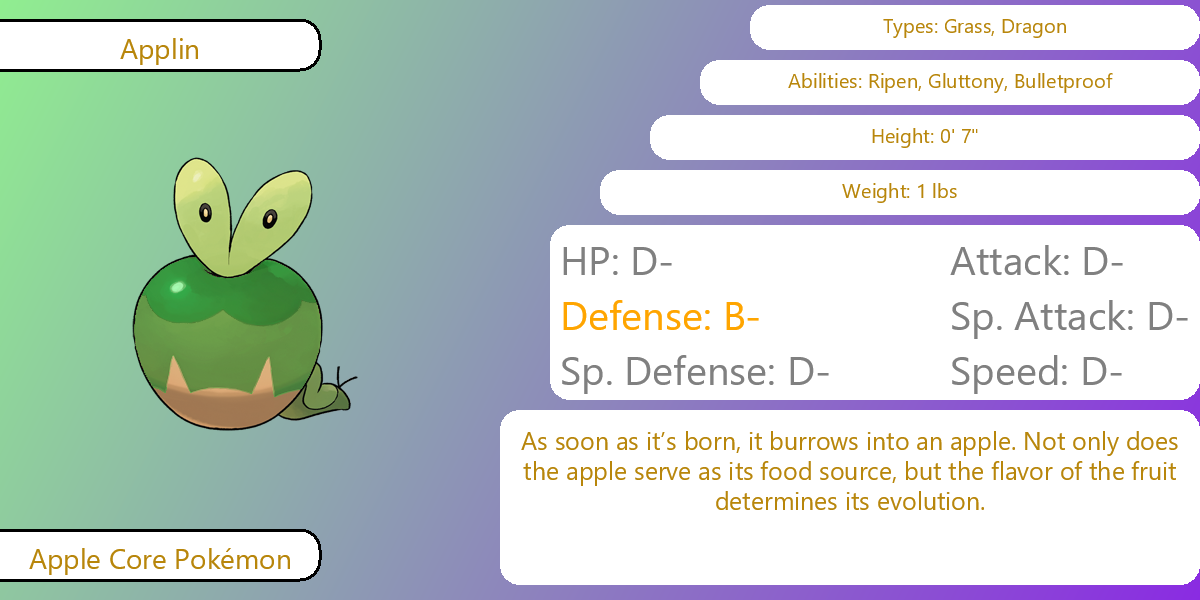 Applin
Types: Grass, Dragon
Abilities: Ripen, Gluttony, Bulletproof
Height: 0' 7"
Weight: 1 lbs
HP: D-
Attack: D-
Defense: B-
Sp. Attack: D-
Sp. Defense: D-
Speed: D-
As soon as it’s born, it burrows into an apple. Not only does
the apple serve as its food source, but the flavor of the fruit
determines its evolution.
Apple Core Pokémon